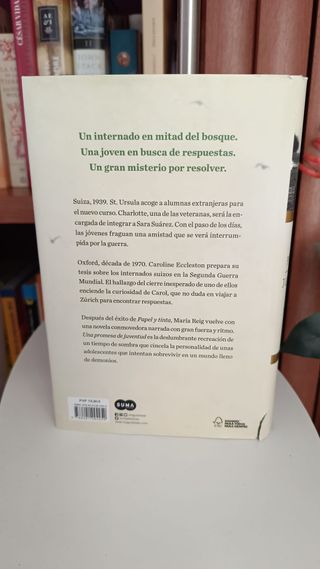 CÉSAR VIDAL
Un internado en mitad del bosque.
Una joven en busca de respuestas.
Un gran misterio por resolver.
Suiza, 1939. St. Ursula acoge a alumnas extranjeras para
el nuevo curso. Charlotte, una de las veteranas, será la en-
cargada de integrar a Sara Suárez. Con el paso de los días,
las jóvenes fraguan una amistad que se verá interrum-
pida por la guerra.
Oxford, década de 1970. Caroline Eccleston prepara su
tesis sobre los internados suizos en la Segunda Guerra
Mundial. El hallazgo del cierre inesperado de uno de
ellos enciende la curiosidad de Carol, que no duda en viajar a
Zúrich para encontrar respuestas.
Después del éxito de Papel y tinta, María Reig vuelve con
una novela conmovedora narrada con gran fuerza y ritmo.
Una promesa de juventud es la deslumbrante recreación de
un tiempo de sombra que cincela la personalidad de unas
adolescentes que intentan sobrevivir en un mundo lleno
de demonios.
SUMA
FSC